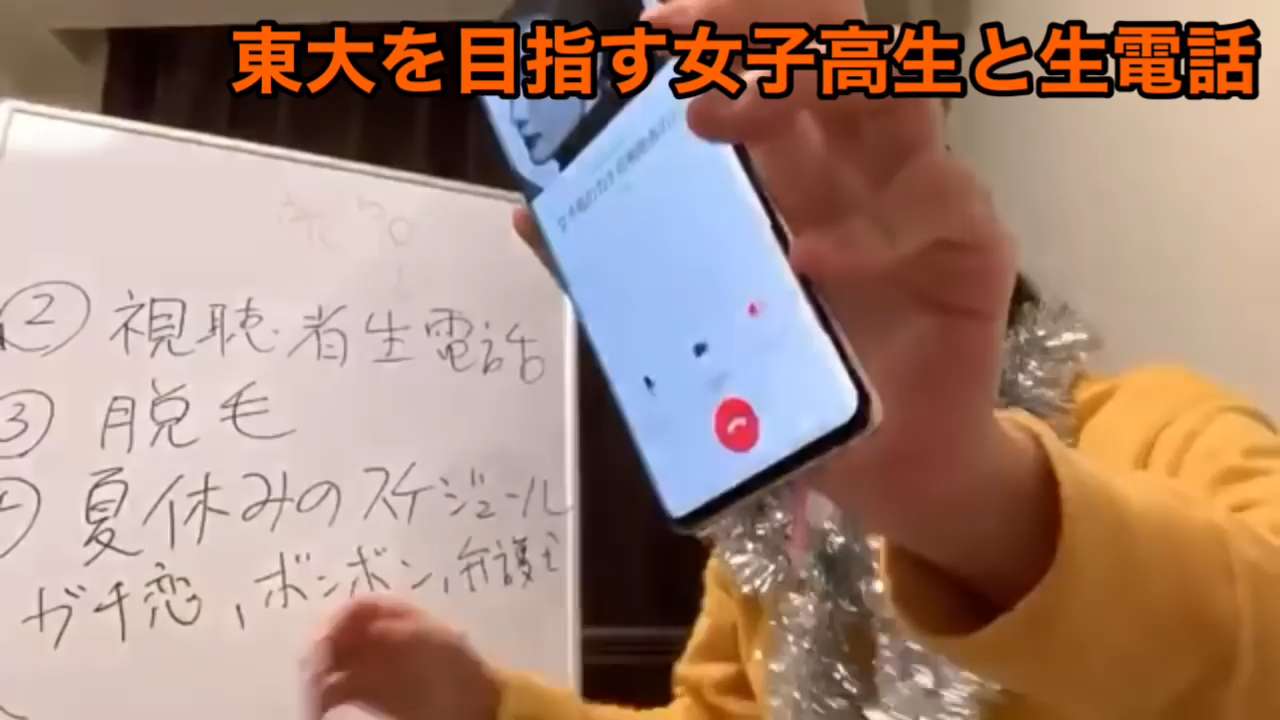 東大を目指す女子高生と生電話
② 視聴者生電話
③ 脱毛
夏休みのスケジュール
ガチ恋,ボンボン,弁護士